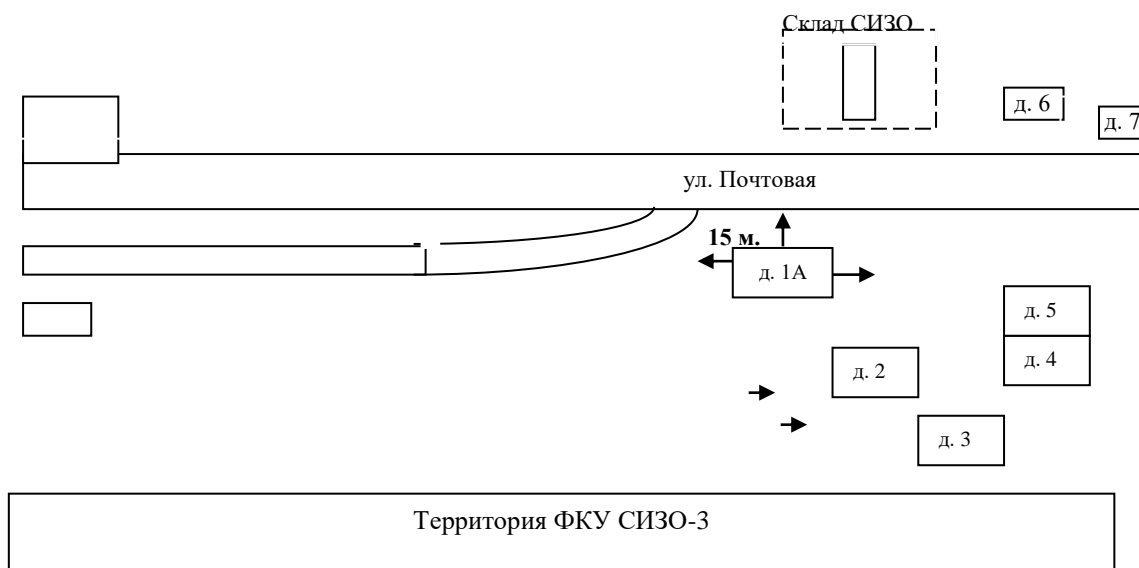 Склад СИЗО
д. 6
д. 7
ул. Почтовая
15 м.
д. 1А
д. 5
д. 4
д. 2
д. 3
Территория ФКУ СИЗО-3